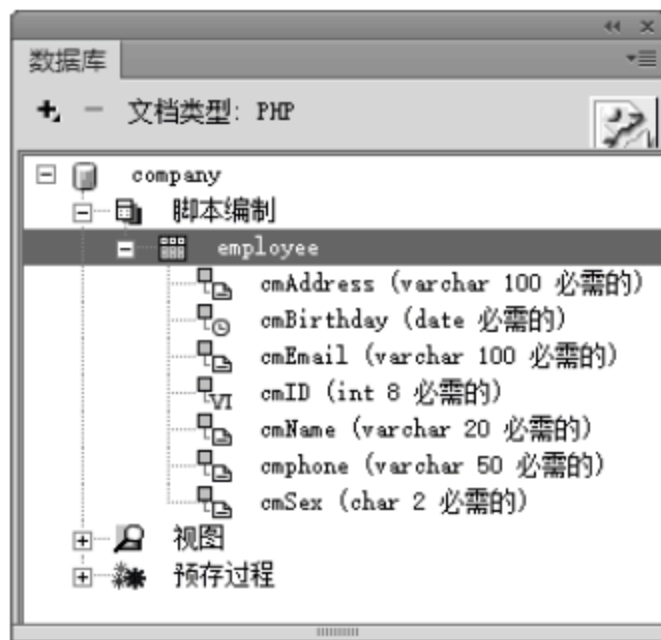 数据库
文档类型: PHP
company
脚本编制
employee
cmAddress (varchar 100 必需的)
cmBirthday (date 必需的)
cmEmail (varchar 100 必需的)
cmID (int 8 必需的)
cmName (varchar 20 必需的)
cmphone (varchar 50 必需的)
cmSex (char 2 必需的)
视图
预存过程